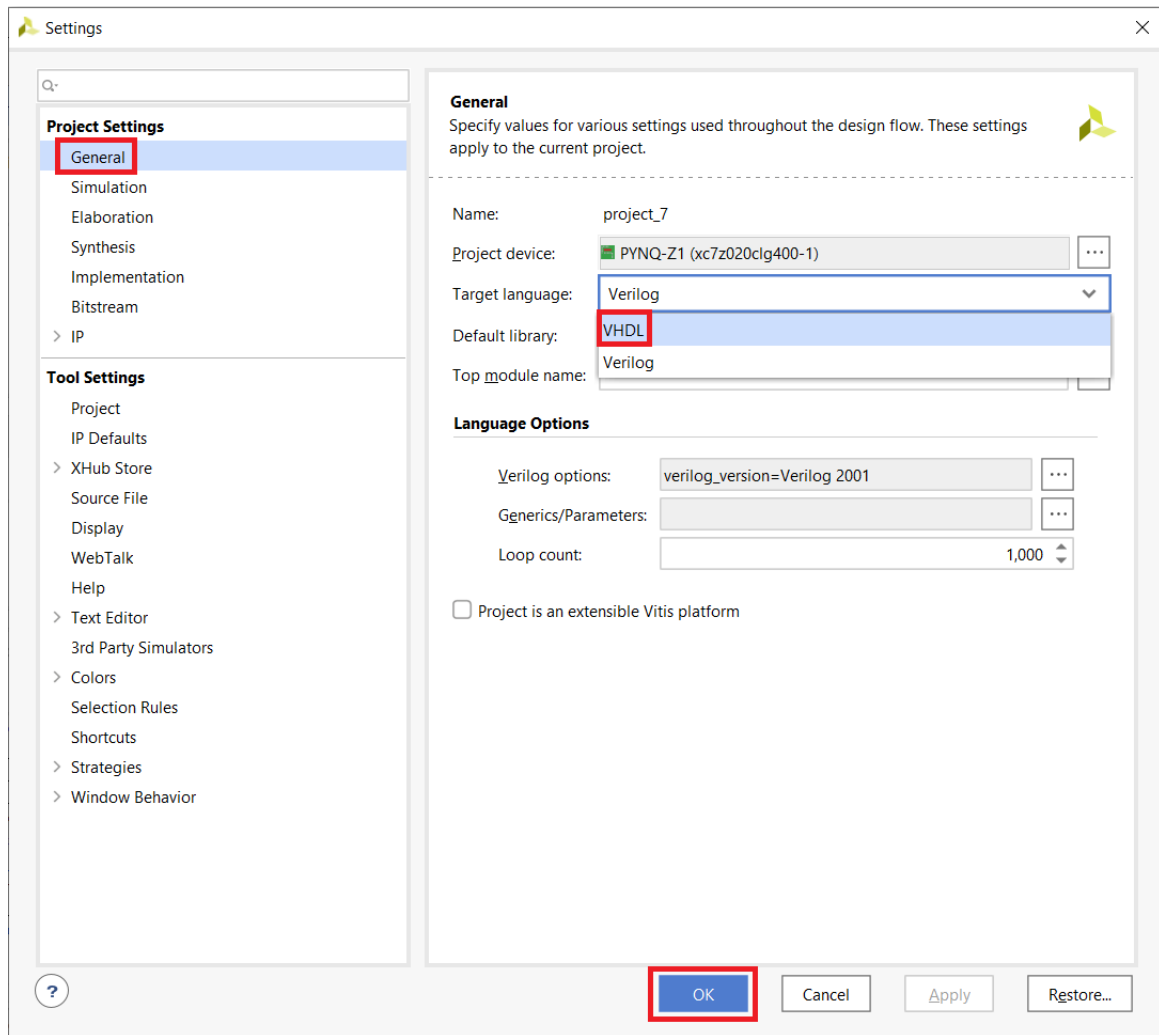 Settings
Project Settings
General
Simulation
Elaboration
Synthesis
Implementation
Bitstream
IP
Tool Settings
Project
IP Defaults
XHub Store
Source File
Display
WebTalk
Help
Text Editor
3rd Party Simulators
Colors
Selection Rules
Shortcuts
Strategies
Window Behavior
General
Specify values for various settings used throughout the design flow. These settings
apply to the current project.
Name: project_7
Project device: PYNQ-Z1 (xc7z020clg400-1) ...
Target language: Verilog
Default library: VHDL
Verilog
Top module name:
Language Options
Verilog options: verilog_version=Verilog 2001 ...
Generics/Parameters: ...
Loop count: 1,000
Project is an extensible Vitis platform
? OK Cancel Apply Restore...